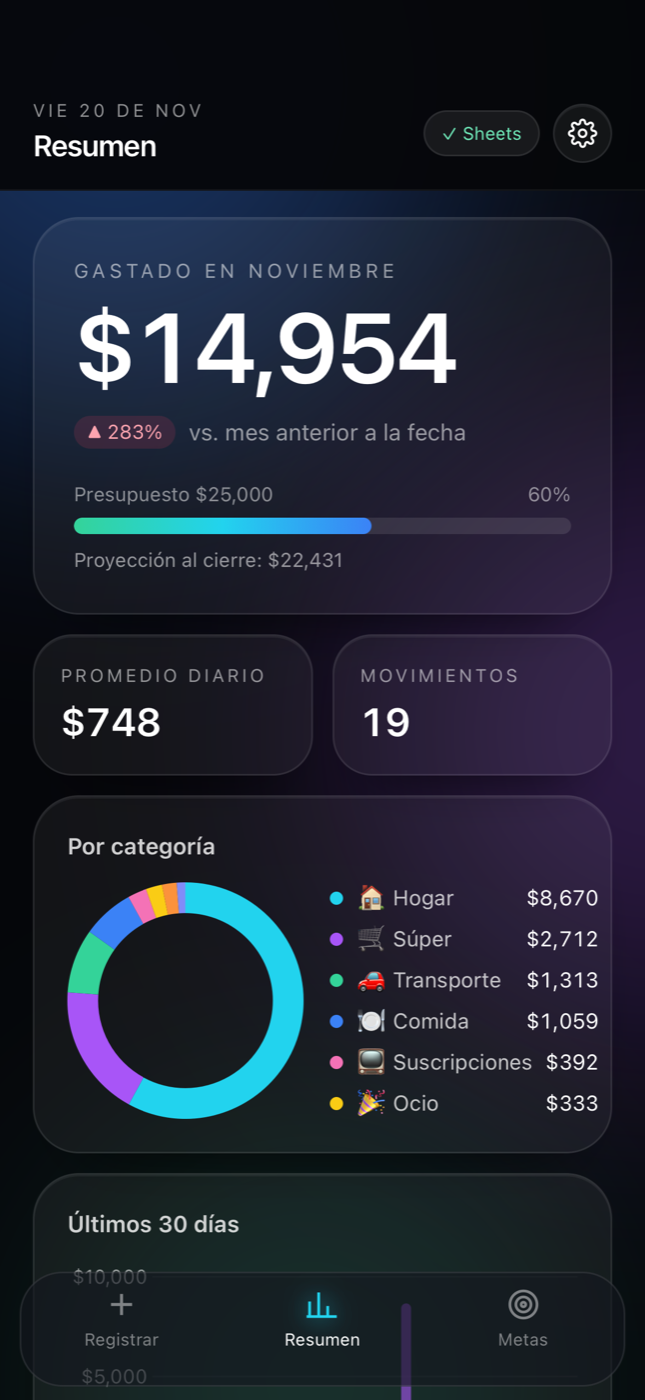 VIE 20 DE NOV
Resumen
✓ Sheets
GASTADO EN NOVIEMBRE
$14,954
▲ 283% vs. mes anterior a la fecha
Presupuesto $25,000 60%
Proyección al cierre: $22,431
PROMEDIO DIARIO
$748
MOVIMIENTOS
19
Por categoría
Hogar $8,670
Súper $2,712
Transporte $1,313
Comida $1,059
Suscripciones $392
Ocio $333
Últimos 30 días
$10,000
Registrar
Resumen
Metas
$5,000